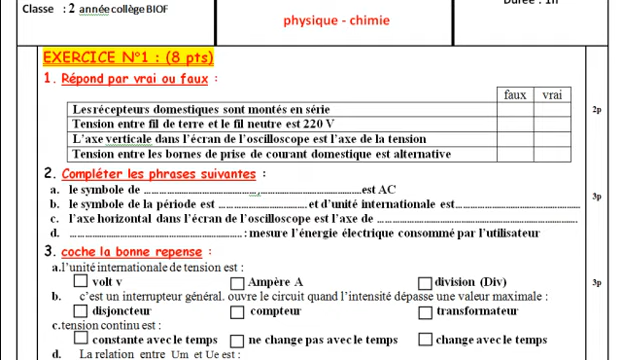 Classe : 2 année collège BIOF
physique - chimie
Durée : 1h
EXERCICE N°1 : (8 pts)
1. Répond par vrai ou faux :
faux vrai
Les récepteurs domestiques sont montés en série
2p
Tension entre fil de terre et le fil neutre est 220 V
L'axe verticale dans l'écran de l'oscilloscope est l'axe de la tension
Tension entre les bornes de prise de courant domestique est alternative
2. Compléter les phrases suivantes :
a. le symbole de ........................................,....................................est AC
3p
b. le symbole de la période est ................................et d'unité internationale est............................................
c. l'axe horizontal dans l'écran de l'oscilloscope est l'axe de ......................................................................
d. ..............................................................: mesure l'énergie électrique consommé par l'utilisateur
3. coche la bonne repense :
a.l'unité internationale de tension est :
volt v Ampère A division (Div)
3p
b. c'est un interrupteur général. ouvre le circuit quand l'intensité dépasse une valeur maximale :
disjoncteur compteur transformateur
c.tension continu est :
constante avec le temps ne change pas avec le temps change avec le temps
d. La relation entre Um et Ue est :